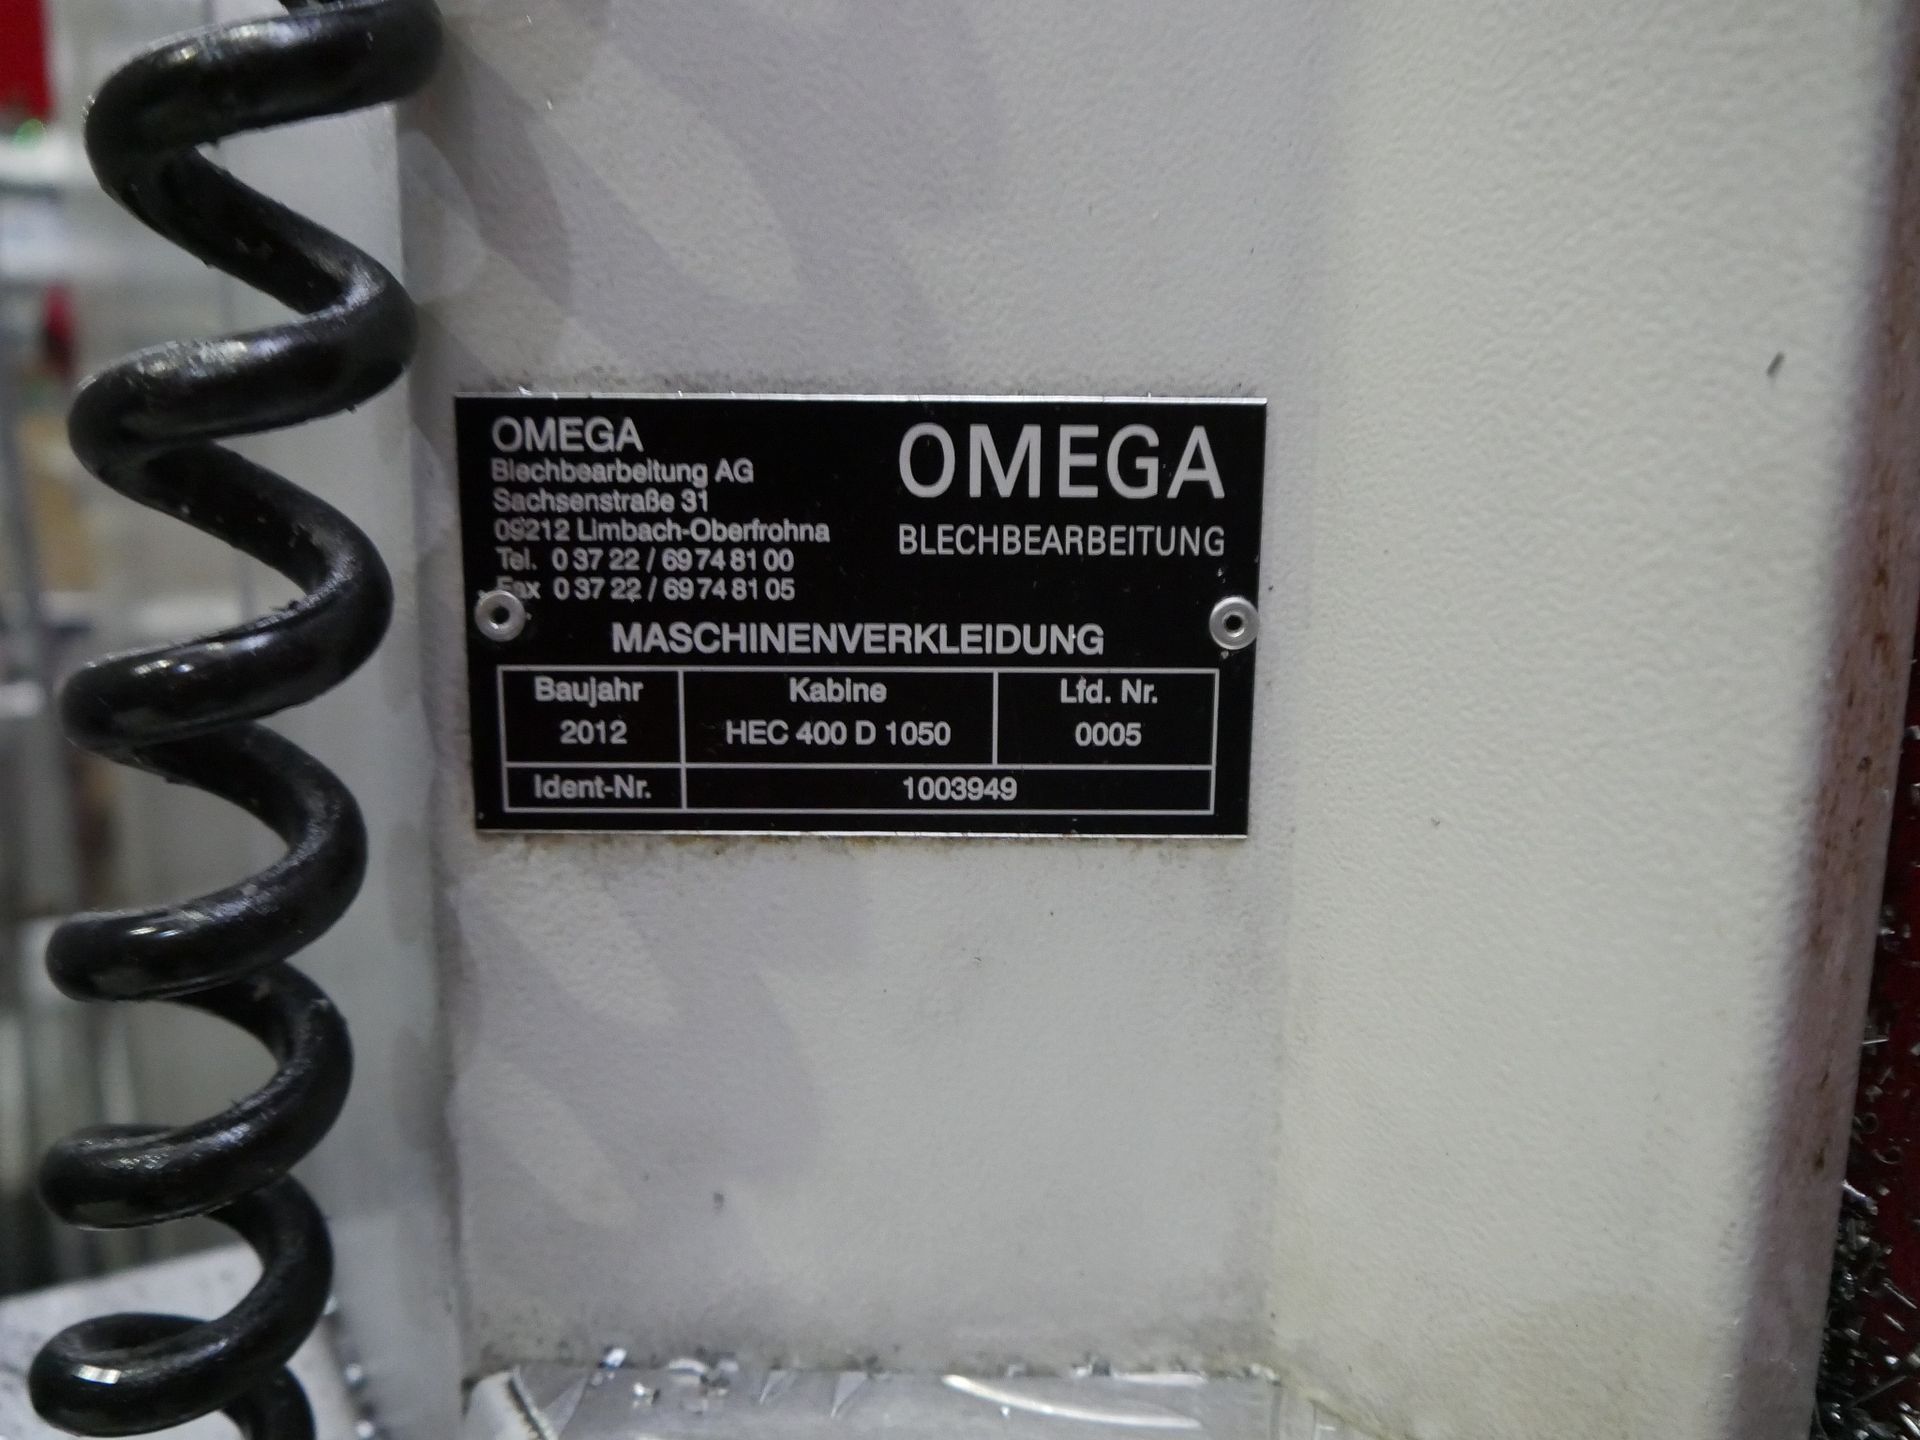 OMEGA
Blechbearbeitung AG
Sachsenstraße 31
09212 Limbach-Oberfrohna
Tel. 0 37 22 / 69 74 81 00
Fax 0 37 22 / 69 74 81 05
OMEGA
BLECHBEARBEITUNG
MASCHINENVERKLEIDUNG
Baujahr Kabine Lfd. Nr.
2012 HEC 400 D 1050 0005
Ident-Nr. 1003949